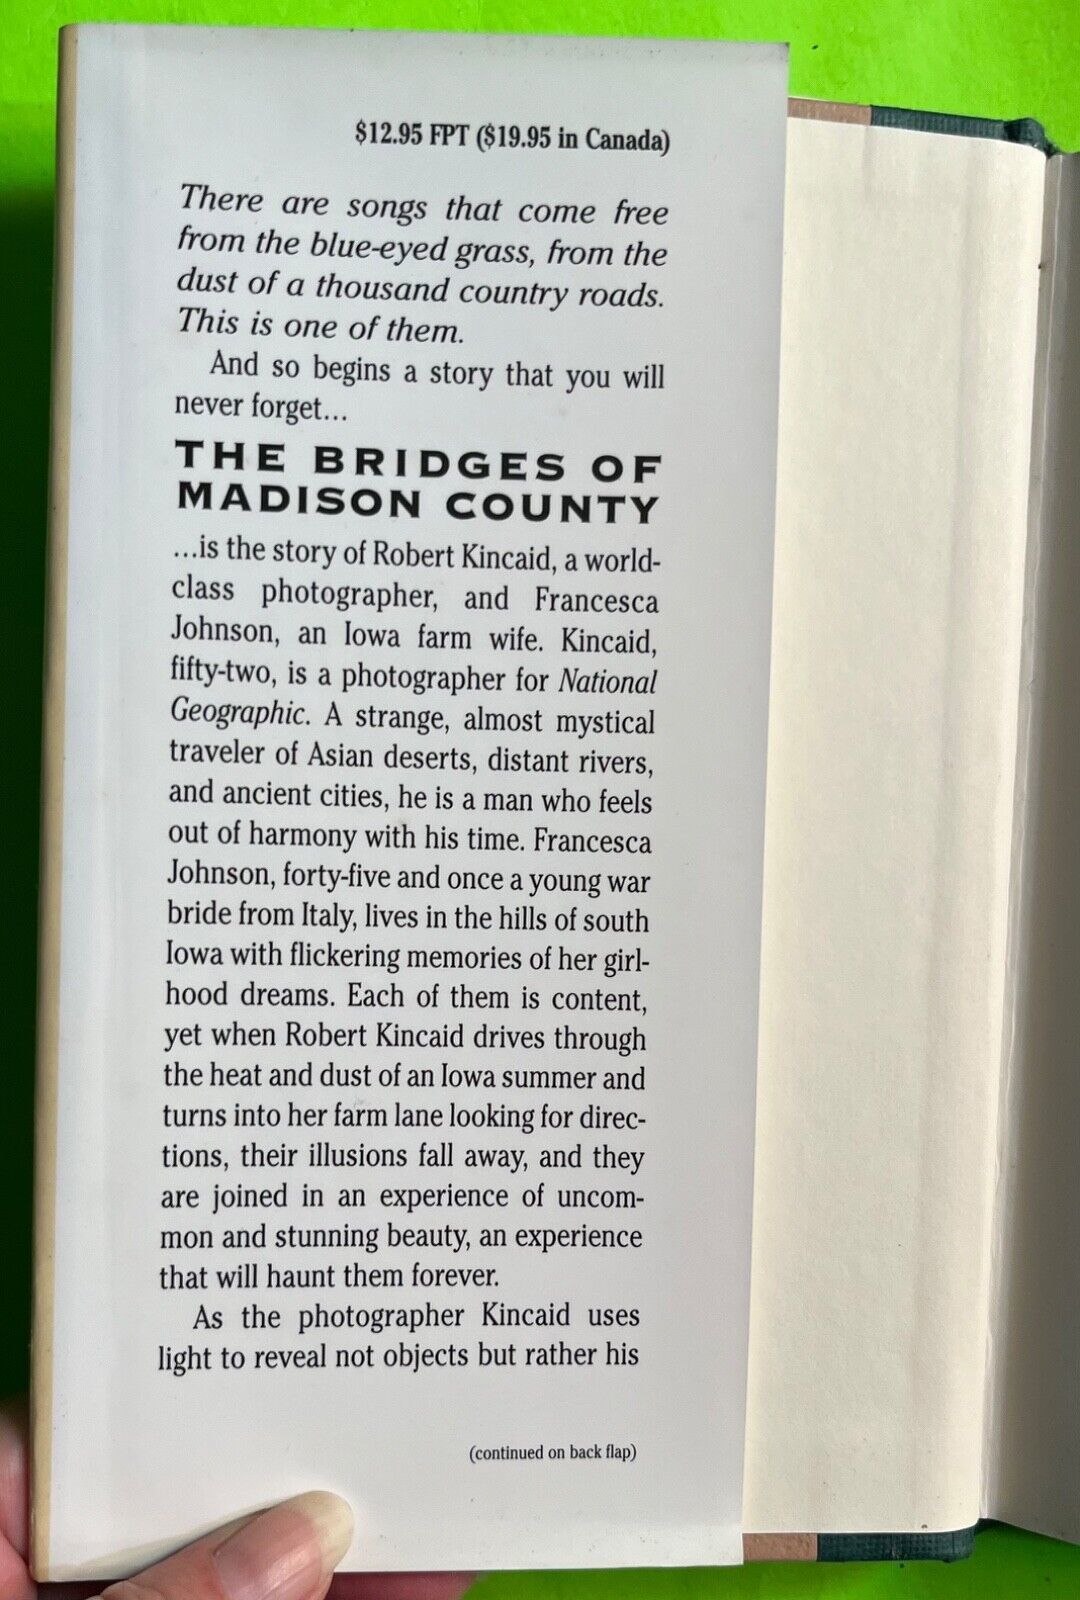 $12.95 FPT ($19.95 in Canada)
There are songs that come free
from the blue-eyed grass, from the
dust of a thousand country roads.
This is one of them.
And so begins a story that you will
never forget...
THE BRIDGES OF
MADISON COUNTY
...is the story of Robert Kincaid, a world-
class photographer, and Francesca
Johnson, an Iowa farm wife. Kincaid,
fifty-two, is a photographer for National
Geographic. A strange, almost mystical
traveler of Asian deserts, distant rivers,
and ancient cities, he is a man who feels
out of harmony with his time. Francesca
Johnson, forty-five and once a young war
bride from Italy, lives in the hills of south
Iowa with flickering memories of her girl-
hood dreams. Each of them is content,
yet when Robert Kincaid drives through
the heat and dust of an Iowa summer and
turns into her farm lane looking for direc-
tions, their illusions fall away, and they
are joined in an experience of uncom-
mon and stunning beauty, an experience
that will haunt them forever.
As the photographer Kincaid uses
light to reveal not objects but rather his
(continued on back flap)